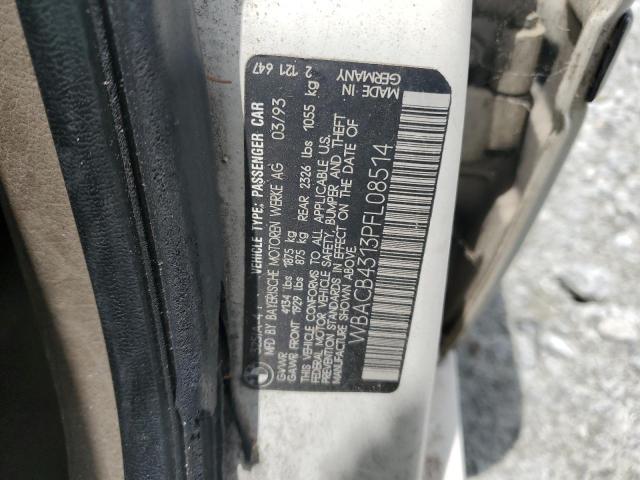 325IA-4
VEHICLE TYPE: PASSENGER CAR
MFD BY BAYERISCHE MOTOREN WERKE AG 03/93
GVWR 4134 lbs 1875 kg
GAWR FRONT 1929 lbs 875 kg REAR 2326 lbs 1055 kg
THIS VEHICLE CONFORMS TO ALL APPLICABLE U.S.
FEDERAL MOTOR VEHICLE SAFETY, BUMPER AND THEFT
PREVENTION STANDARDS IN EFFECT ON THE DATE OF
MANUFACTURE SHOWN ABOVE.
WBACB4313PFL08514
2 121 647
MADE IN
GERMANY